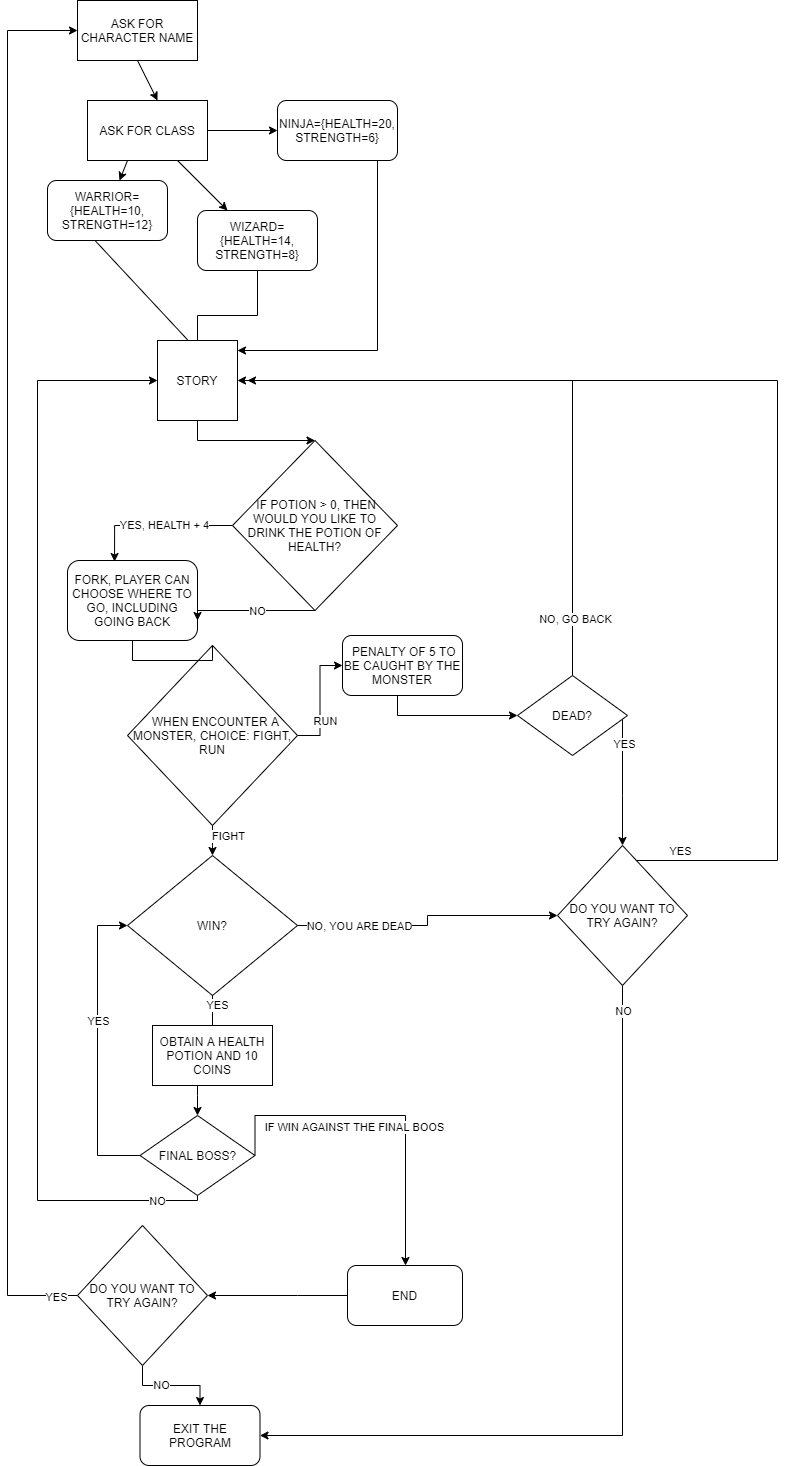 ASK FOR
CHARACTER NAME
ASK FOR CLASS
NINJA={HEALTH=20,
STRENGTH=6}
WARRIOR=
{HEALTH=10,
STRENGTH=12}
WIZARD=
{HEALTH=14,
STRENGTH=8}
STORY
IF POTION > 0, THEN
WOULD YOU LIKE TO
DRINK THE POTION OF
HEALTH?
YES, HEALTH + 4
FORK, PLAYER CAN
CHOOSE WHERE TO
GO, INCLUDING
GOING BACK
NO
NO, GO BACK
PENALTY OF 5 TO
BE CAUGHT BY THE
MONSTER
WHEN ENCOUNTER A
MONSTER, CHOICE: FIGHT,
RUN
RUN
DEAD?
YES
FIGHT
YES
DO YOU WANT TO
TRY AGAIN?
WIN?
NO, YOU ARE DEAD
YES
NO
YES
OBTAIN A HEALTH
POTION AND 10
COINS
IF WIN AGAINST THE FINAL BOOS
FINAL BOSS?
NO
DO YOU WANT TO
TRY AGAIN?
YES
END
NO
EXIT THE
PROGRAM